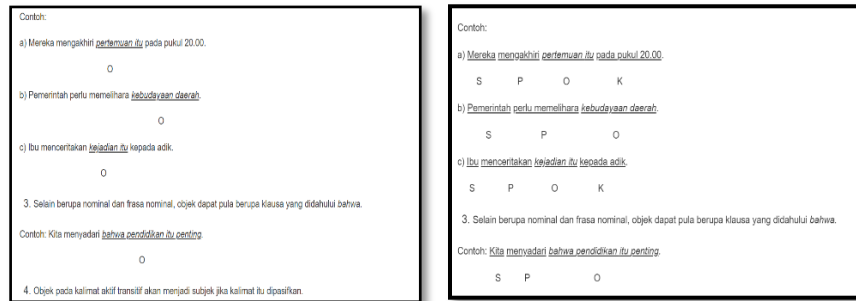 Contoh:
a) Mereka mengakhiri pertemuan itu pada pukul 20.00.
O
b) Pemerintah perlu memelihara kebudayaan daerah.
O
c) Ibu menceritakan kejadian itu kepada adik.
O
3. Selain berupa nominal dan frasa nominal, objek dapat pula berupa klausa yang didahului bahwa.
Contoh: Kita menyadari bahwa pendidikan itu penting.
O
4. Objek pada kalimat aktif transitif akan menjadi subjek jika kalimat itu dipasifkan.
Contoh:
a) Mereka mengakhiri pertemuan itu pada pukul 20.00.
S P O K
b) Pemerintah perlu memelihara kebudayaan daerah.
S P O
c) Ibu menceritakan kejadian itu kepada adik.
S P O K
3. Selain berupa nominal dan frasa nominal, objek dapat pula berupa klausa yang didahului bahwa.
Contoh: Kita menyadari bahwa pendidikan itu penting.
S P O